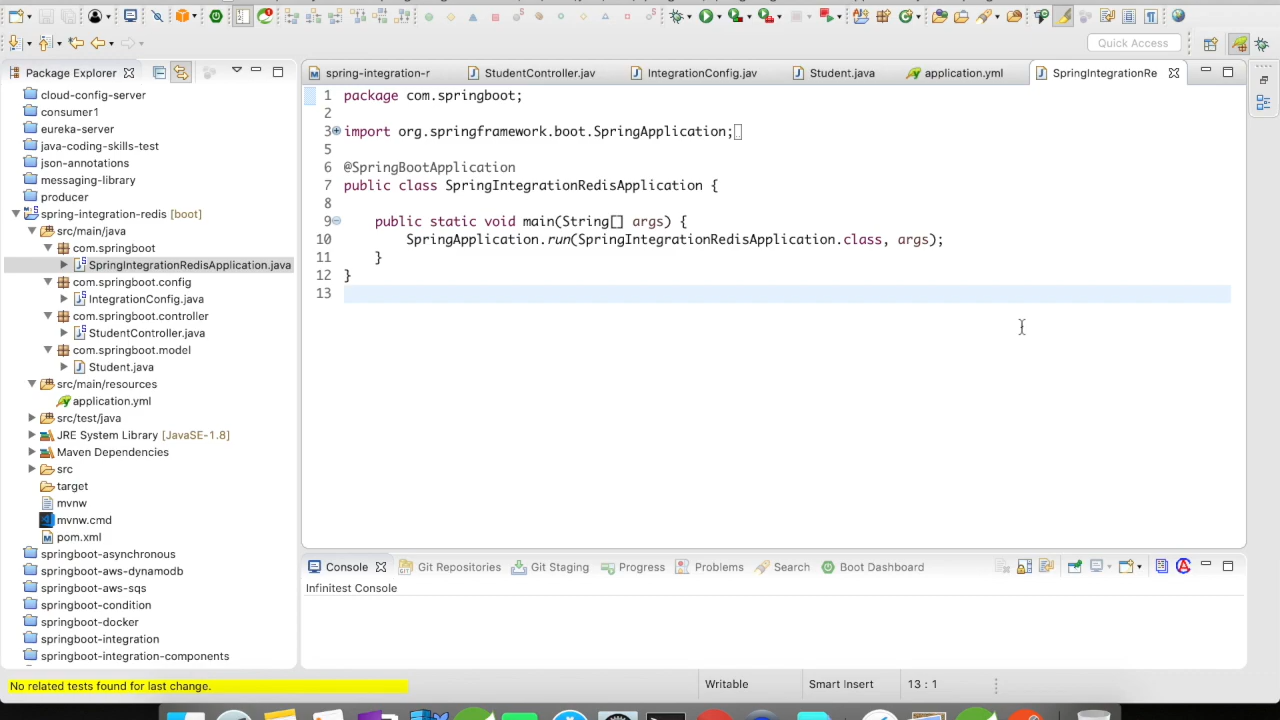 Quick Access
Package Explorer
cloud-config-server
consumer1
eureka-server
java-coding-skills-test
json-annotations
messaging-library
producer
spring-integration-redis [boot]
src/main/java
com.springboot
SpringIntegrationRedisApplication.java
com.springboot.config
IntegrationConfig.java
com.springboot.controller
StudentController.java
com.springboot.model
Student.java
src/main/resources
application.yml
src/test/java
JRE System Library [JavaSE-1.8]
Maven Dependencies
src
target
mvnw
mvnw.cmd
pom.xml
springboot-asynchronous
springboot-aws-dynamodb
springboot-aws-sqs
springboot-condition
springboot-docker
springboot-integration
springboot-integration-components
spring-integration-r StudentController.jav IntegrationConfig.jav Student.java application.yml SpringIntegrationRe
1 package com.springboot;
2
3 import org.springframework.boot.SpringApplication;
5
6 @SpringBootApplication
7 public class SpringIntegrationRedisApplication {
8
9 public static void main(String[] args) {
10 SpringApplication.run(SpringIntegrationRedisApplication.class, args);
11 }
12 }
13
Console Git Repositories Git Staging Progress Problems Search Boot Dashboard
Infinitest Console
No related tests found for last change.
Writable Smart Insert 13 : 1